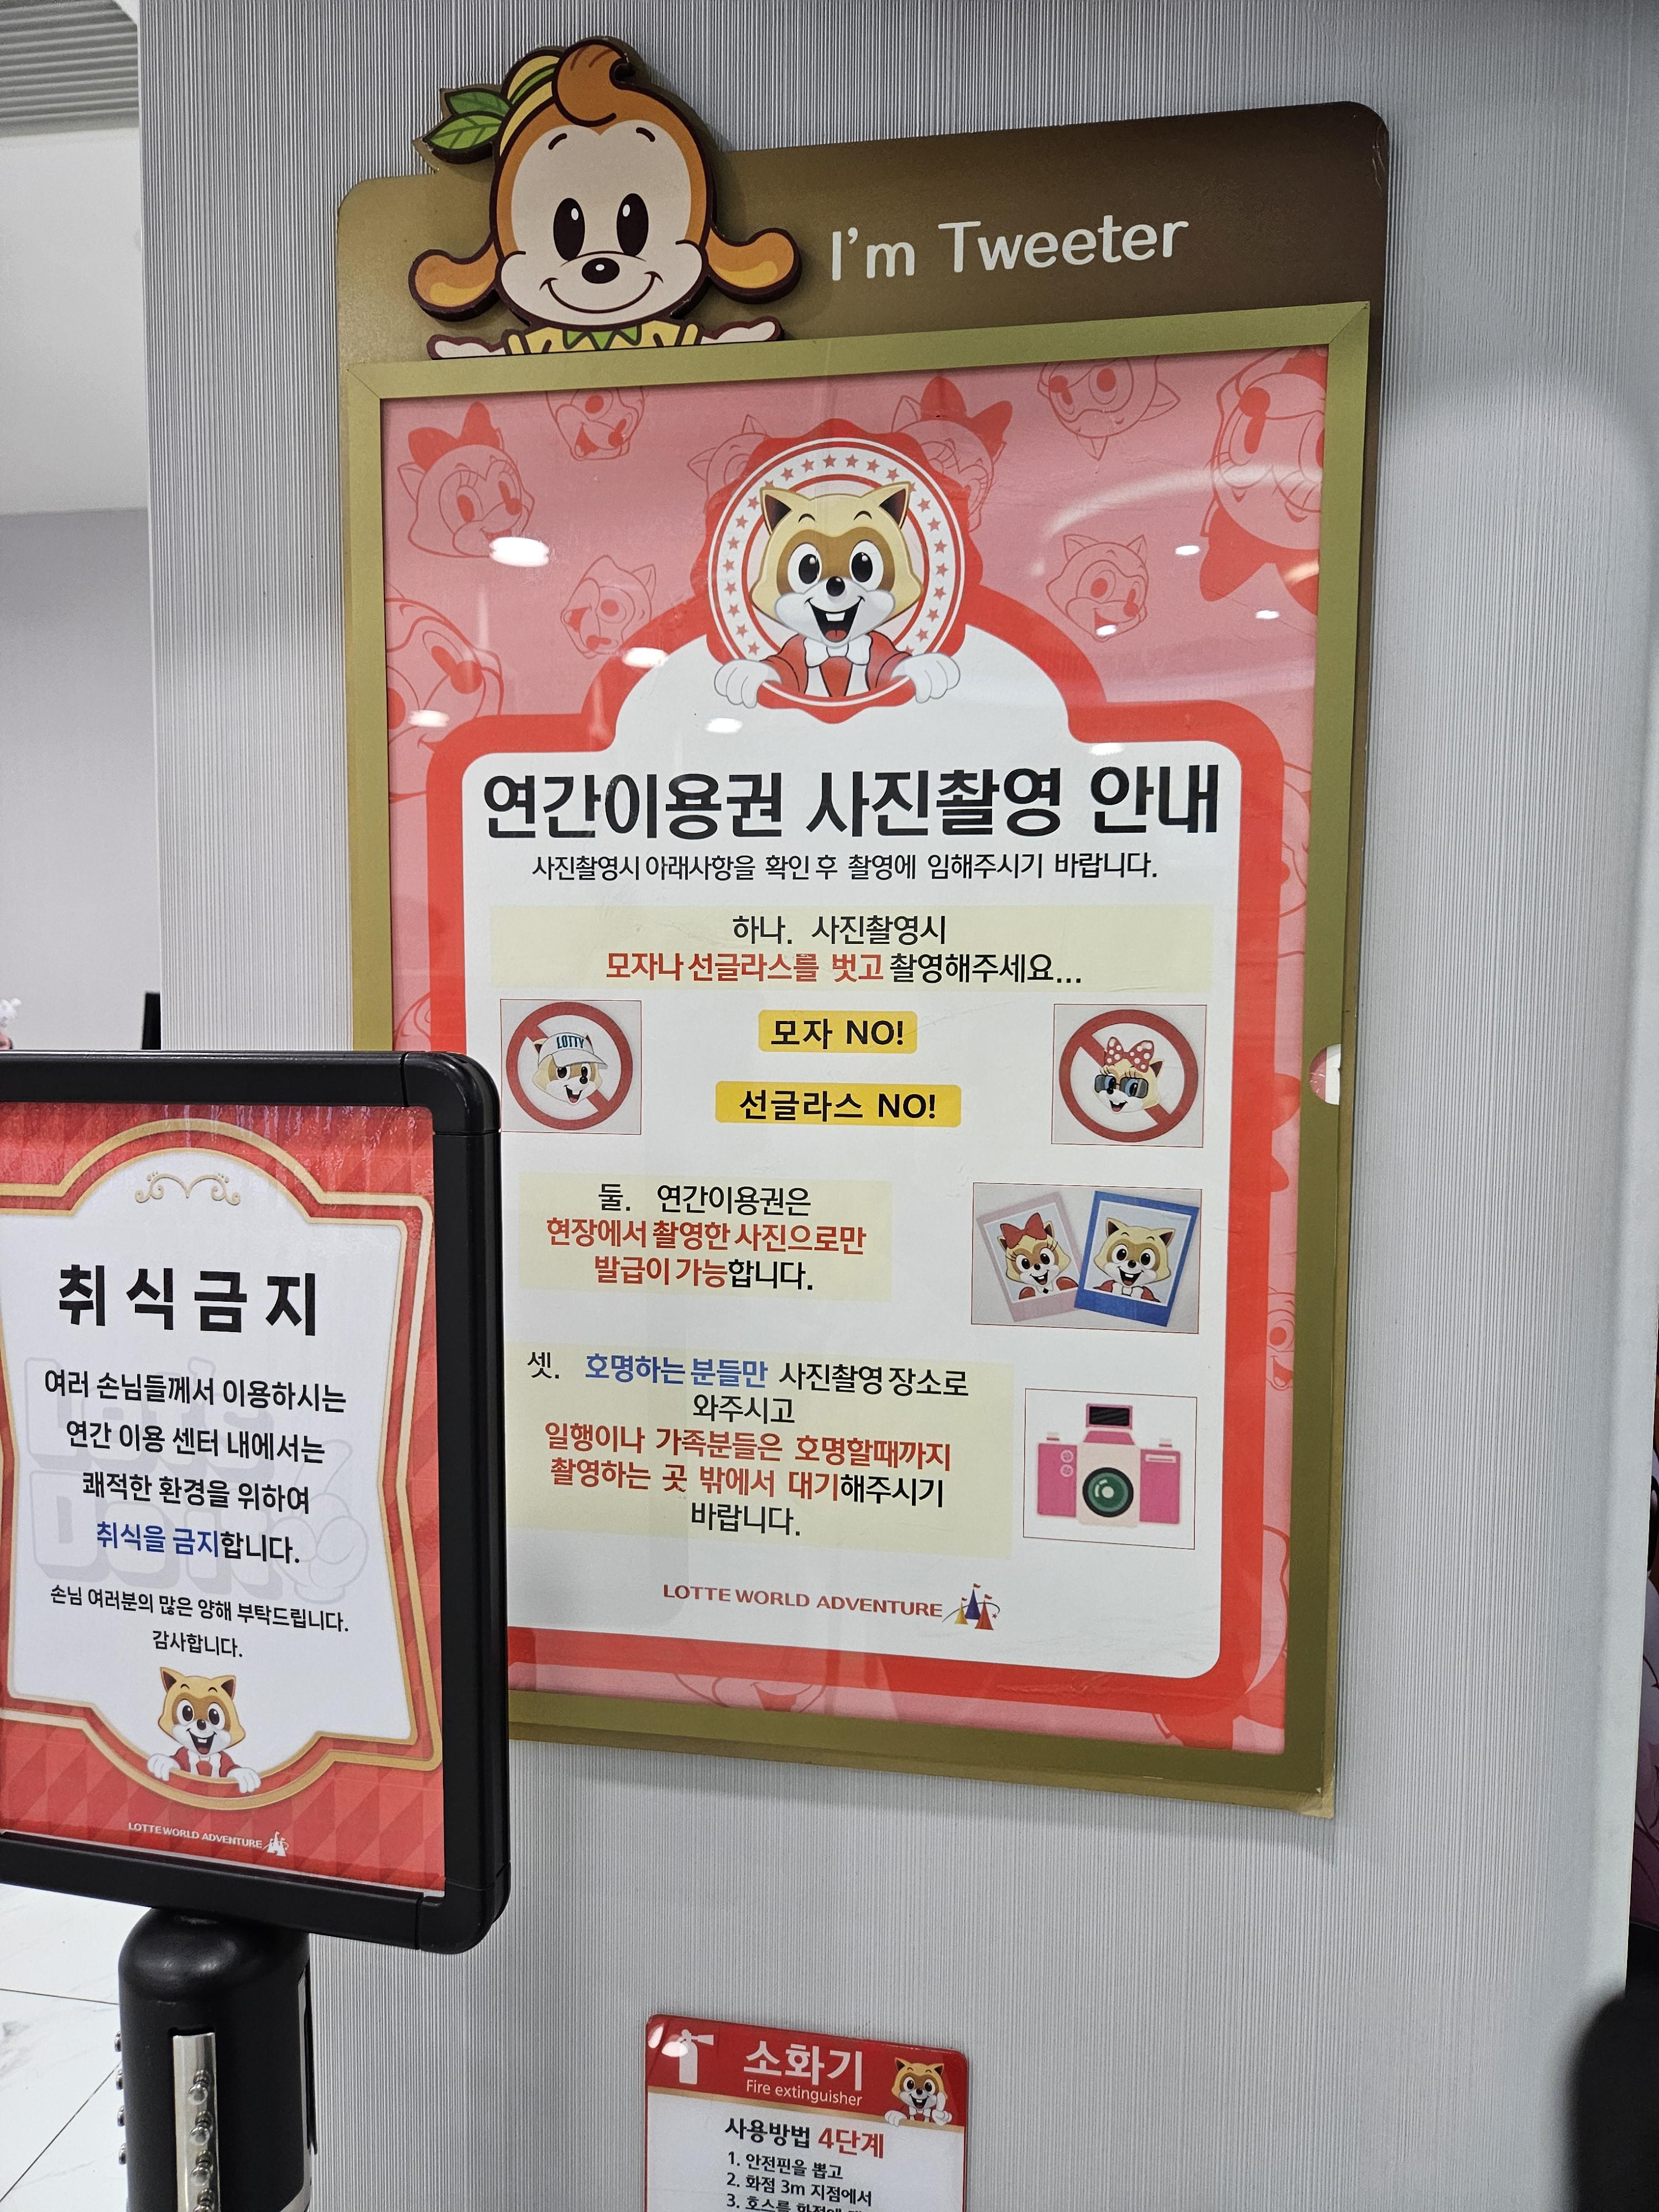 I'm Tweeter
연간이용권 사진촬영 안내
사진촬영시 아래사항을 확인 후 촬영에 임해주시기 바랍니다.
하나. 사진촬영시
모자나 선글라스를 벗고 촬영해주세요...
LOTTY
모자 NO!
선글라스 NO!
둘. 연간이용권은
현장에서 촬영한 사진으로만
발급이 가능합니다.
셋. 호명하는 분들만 사진촬영 장소로
와주시고
일행이나 가족분들은 호명할때까지
촬영하는 곳 밖에서 대기해주시기
바랍니다.
LOTTE WORLD ADVENTURE
취식금지
여러 손님들께서 이용하시는
연간 이용 센터 내에서는
쾌적한 환경을 위하여
취식을 금지합니다.
손님 여러분의 많은 양해 부탁드립니다.
감사합니다.
LOTTE WORLD ADVENTURE
소화기
Fire extinguisher
사용방법 4단계
1. 안전핀을 뽑고
2. 화점 3m 지점에서
3. 호스를 화점에